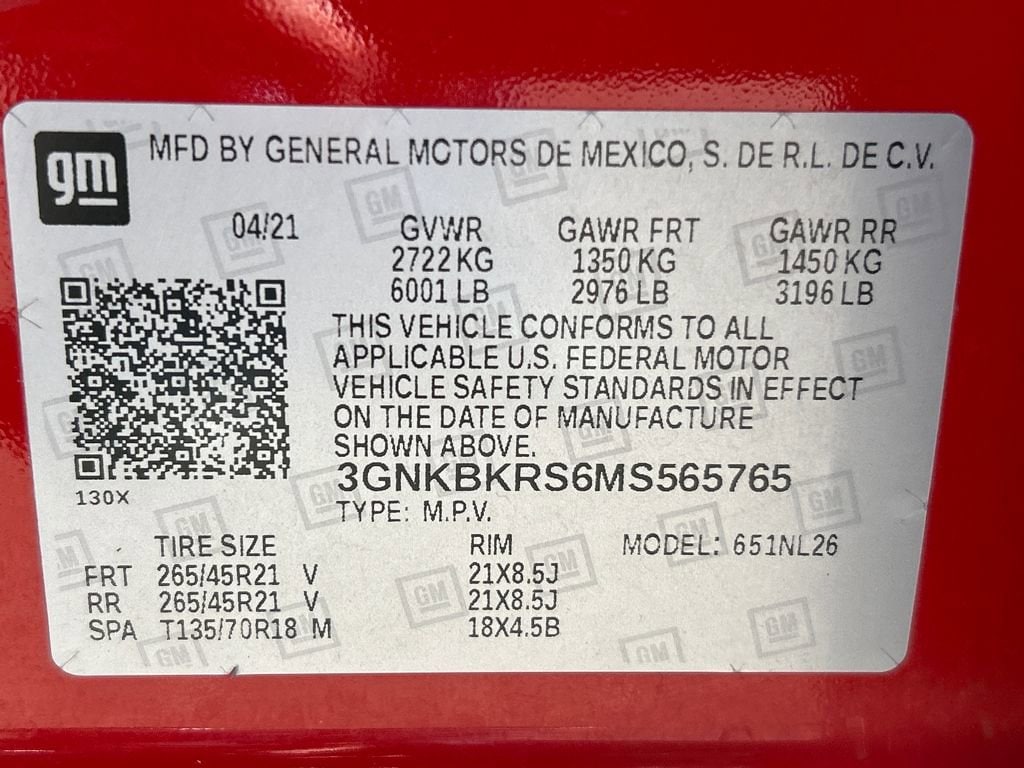 gm MFD BY GENERAL MOTORS DE MEXICO, S. DE R.L. DE C.V.
04/21 GVWR GAWR FRT GAWR RR
2722 KG 1350 KG 1450 KG
6001 LB 2976 LB 3196 LB
THIS VEHICLE CONFORMS TO ALL
APPLICABLE U.S. FEDERAL MOTOR
VEHICLE SAFETY STANDARDS IN EFFECT
ON THE DATE OF MANUFACTURE
SHOWN ABOVE.
3GNKBKRS6MS565765
130X
TYPE: M.P.V.
TIRE SIZE RIM MODEL: 651NL26
FRT 265/45R21 V 21X8.5J
RR 265/45R21 V 21X8.5J
SPA T135/70R18 M 18X4.5B